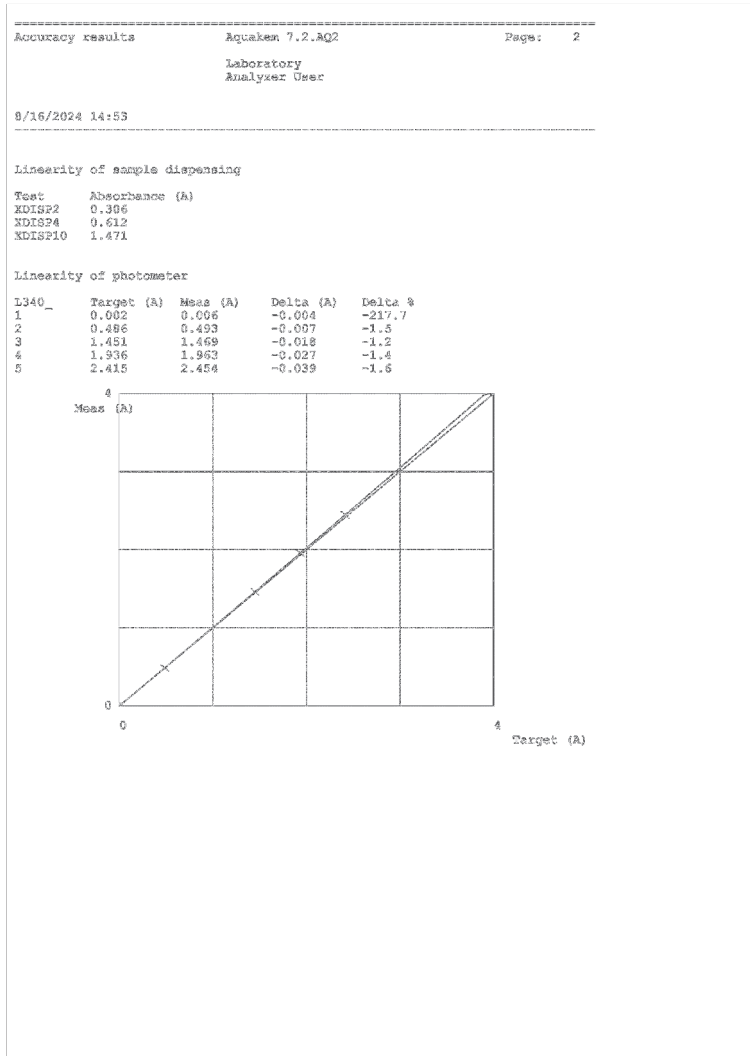 Accuracy results Aquakem 7.2.AQ2 Page: 2
Laboratory
Analyzer User
8/16/2024 14:53
Linearity of sample dispensing
Test Absorbance (A)
XDISP2 0.306
XDISP4 0.612
XDISP10 1.471
Linearity of photometer
L340_ Target (A) Meas (A) Delta (A) Delta %
1 0.002 0.006 -0.004 -217.7
2 0.486 0.493 -0.007 -1.5
3 1.451 1.469 -0.018 -1.2
4 1.936 1.963 -0.027 -1.4
5 2.415 2.454 -0.039 -1.6
4
Meas (A)
0
0 4
Target (A)